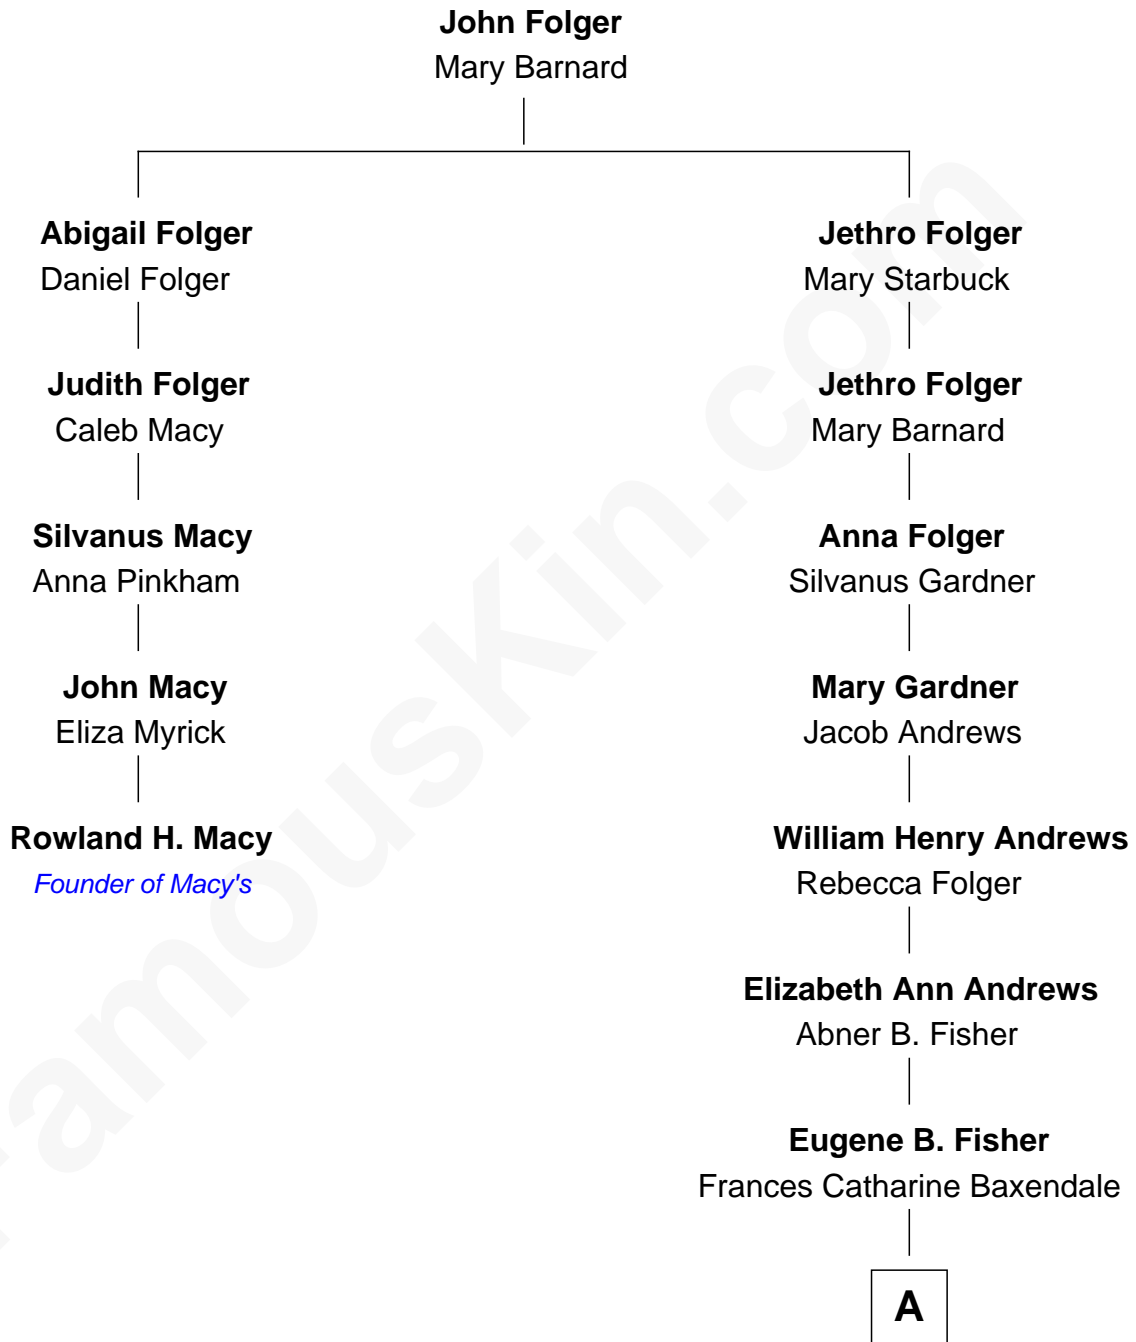 John Folger
Mary Barnard
Abigail Folger
Daniel Folger
Jethro Folger
Mary Starbuck
Judith Folger
Caleb Macy
Jethro Folger
Mary Barnard
Silvanus Macy
Anna Pinkham
Anna Folger
Silvanus Gardner
John Macy
Eliza Myrick
Mary Gardner
Jacob Andrews
Rowland H. Macy
Founder of Macy's
William Henry Andrews
Rebecca Folger
Elizabeth Ann Andrews
Abner B. Fisher
Eugene B. Fisher
Frances Catharine Baxendale
A
FamousKin.com